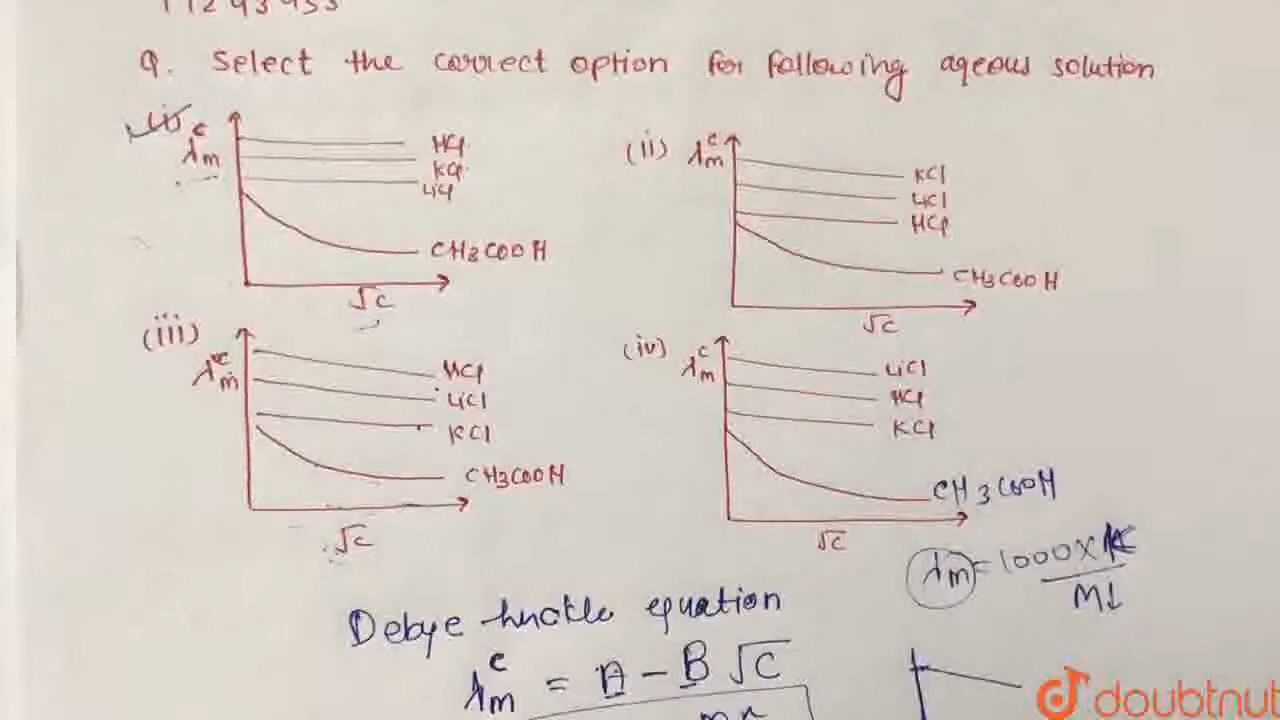 Q. Select the correct option for following aqeous solution
(i) λm^c
HCl
KCl
LiCl
CH3COOH
√c
(ii) λm^c
KCl
LiCl
HCl
CH3COOH
√c
(iii) λm^c
HCl
LiCl
KCl
CH3COOH
√c
(iv) λm^c
LiCl
HCl
KCl
CH3COOH
√c
λm = 1000 × K
M↓
Debye huckle equation
λm^c = A − B √C
doubtnut